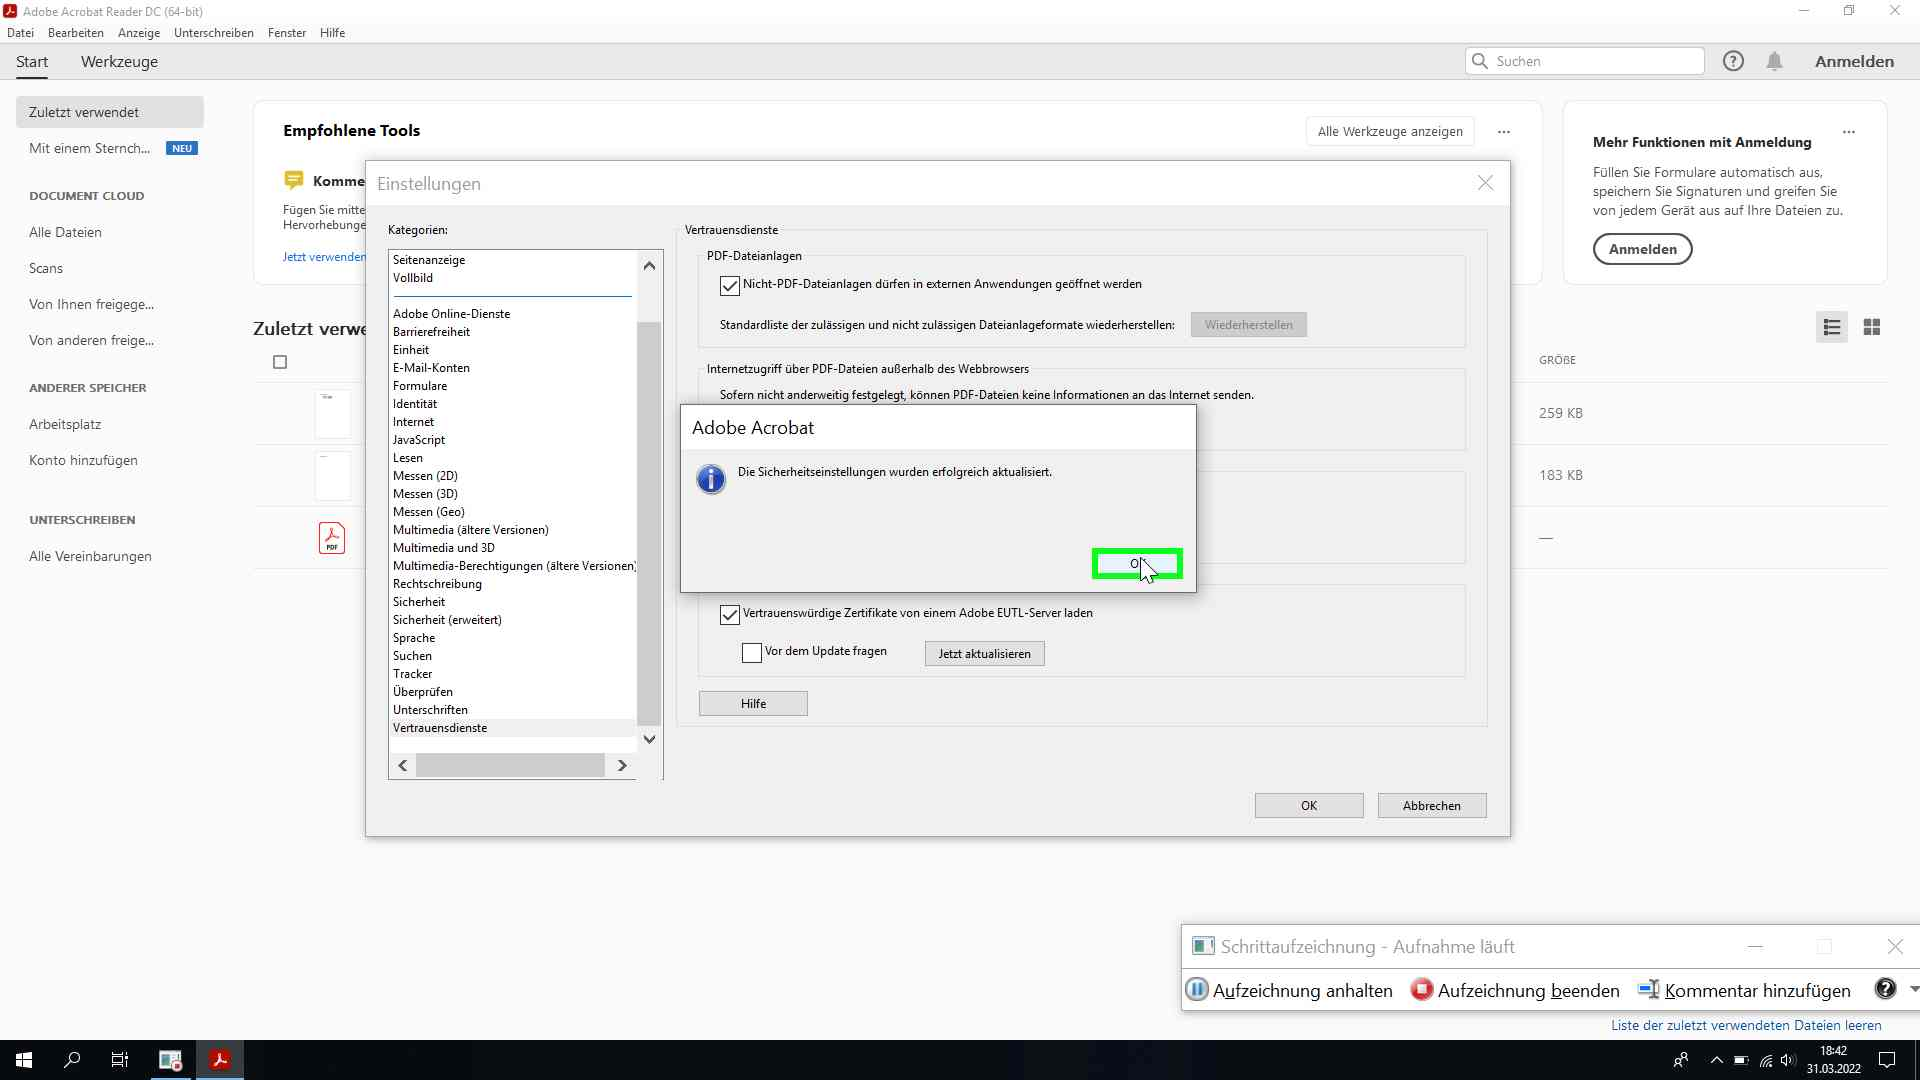 Adobe Acrobat Reader DC (64-bit)
Datei Bearbeiten Anzeige Unterschreiben Fenster Hilfe
Start Werkzeuge
Suchen
Anmelden
Zuletzt verwendet
Mit einem Sternch... NEU
DOCUMENT CLOUD
Alle Dateien
Scans
Von Ihnen freigege...
Von anderen freige...
ANDERER SPEICHER
Arbeitsplatz
Konto hinzufügen
UNTERSCHREIBEN
Alle Vereinbarungen
Empfohlene Tools
Alle Werkzeuge anzeigen
Komme
Fügen Sie mitte
Hervorhebunge
Jetzt verwenden
Mehr Funktionen mit Anmeldung
Füllen Sie Formulare automatisch aus,
speichern Sie Signaturen und greifen Sie
von jedem Gerät aus auf Ihre Dateien zu.
Anmelden
Zuletzt verwe
GRÖßE
259 KB
183 KB
—
PDF
Einstellungen
Kategorien:
Seitenanzeige
Vollbild
Adobe Online-Dienste
Barrierefreiheit
Einheit
E-Mail-Konten
Formulare
Identität
Internet
JavaScript
Lesen
Messen (2D)
Messen (3D)
Messen (Geo)
Multimedia (ältere Versionen)
Multimedia und 3D
Multimedia-Berechtigungen (ältere Versionen)
Rechtschreibung
Sicherheit
Sicherheit (erweitert)
Sprache
Suchen
Tracker
Überprüfen
Unterschriften
Vertrauensdienste
Vertrauensdienste
PDF-Dateianlagen
Nicht-PDF-Dateianlagen dürfen in externen Anwendungen geöffnet werden
Standardliste der zulässigen und nicht zulässigen Dateianlageformate wiederherstellen: Wiederherstellen
Internetzugriff über PDF-Dateien außerhalb des Webbrowsers
Sofern nicht anderweitig festgelegt, können PDF-Dateien keine Informationen an das Internet senden.
Adobe Acrobat
Die Sicherheitseinstellungen wurden erfolgreich aktualisiert.
Vertrauenswürdige Zertifikate von einem Adobe EUTL-Server laden
Vor dem Update fragen Jetzt aktualisieren
Hilfe
OK Abbrechen
Schrittaufzeichnung - Aufnahme läuft
Aufzeichnung anhalten Aufzeichnung beenden Kommentar hinzufügen
Liste der zuletzt verwendeten Dateien leeren
18:42
31.03.2022